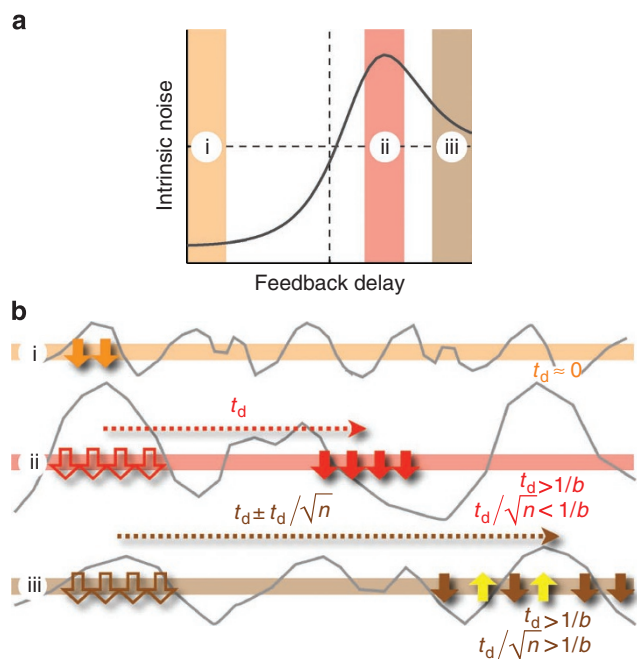 a
Intrinsic noise
i
ii
iii
Feedback delay
b
i
t_d ≈ 0
t_d
ii
t_d > 1/b
t_d/√n < 1/b
t_d ± t_d/√n
iii
t_d > 1/b
t_d/√n > 1/b